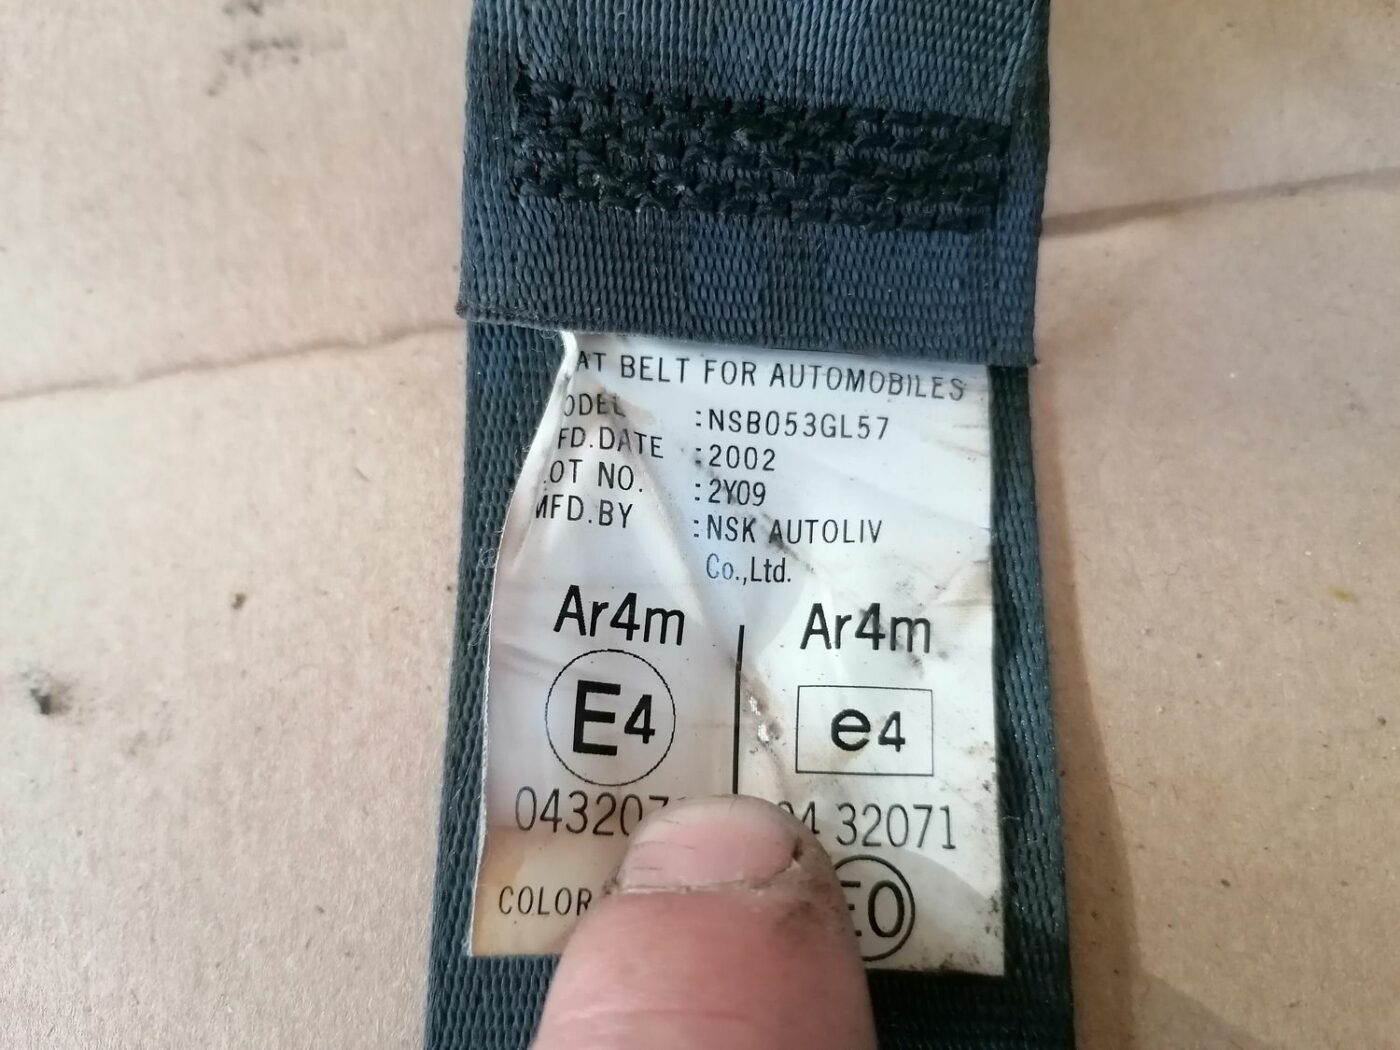 AT BELT FOR AUTOMOBILES
ODEL :NSB053GL57
FD.DATE :2002
OT NO. :2Y09
MFD.BY :NSK AUTOLIV
Co.,Ltd.
Ar4m Ar4m
E4 e4
04 32071
COLOR